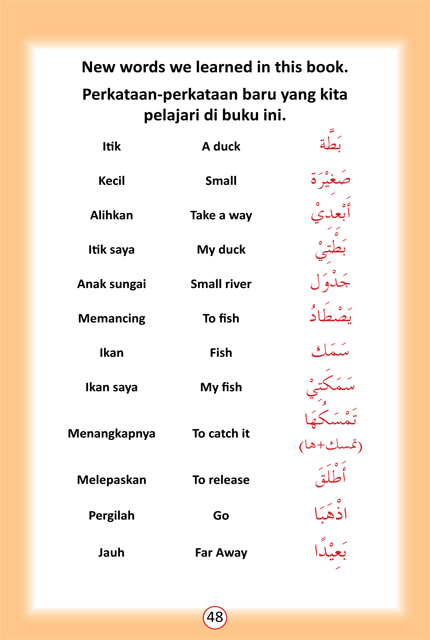 New words we learned in this book.
Perkataan-perkataan baru yang kita
pelajari di buku ini.
Itik A duck بَطَّة
Kecil Small صَغِيْرَة
Alihkan Take a way أَبْعِدِيْ
Itik saya My duck بَطْتِيْ
Anak sungai Small river جَدْوَل
Memancing To fish يَصْطَادُ
Ikan Fish سَمَك
Ikan saya My fish سَمَكَتِيْ
Menangkapnya To catch it تَمْسَكُهَا
(تمسك+ها)
Melepaskan To release أَطْلَقَ
Pergilah Go اذْهَبَا
Jauh Far Away بَعِيْدًا
48